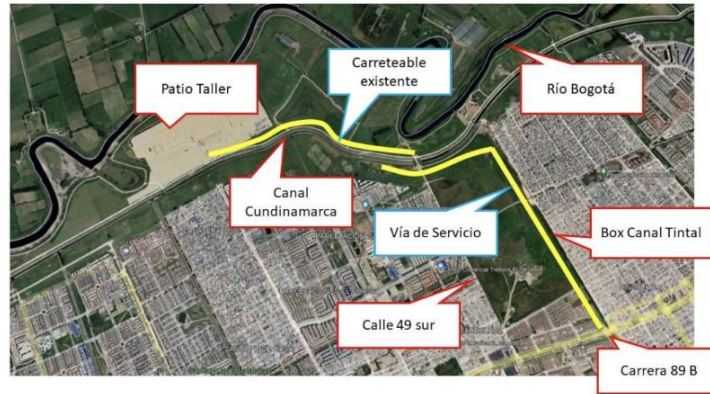 Carreteable
existente
Patio Taller
Río Bogotá
Canal
Cundinamarca
Vía de Servicio
Box Canal Tintal
Calle 49 sur
Carrera 89 B